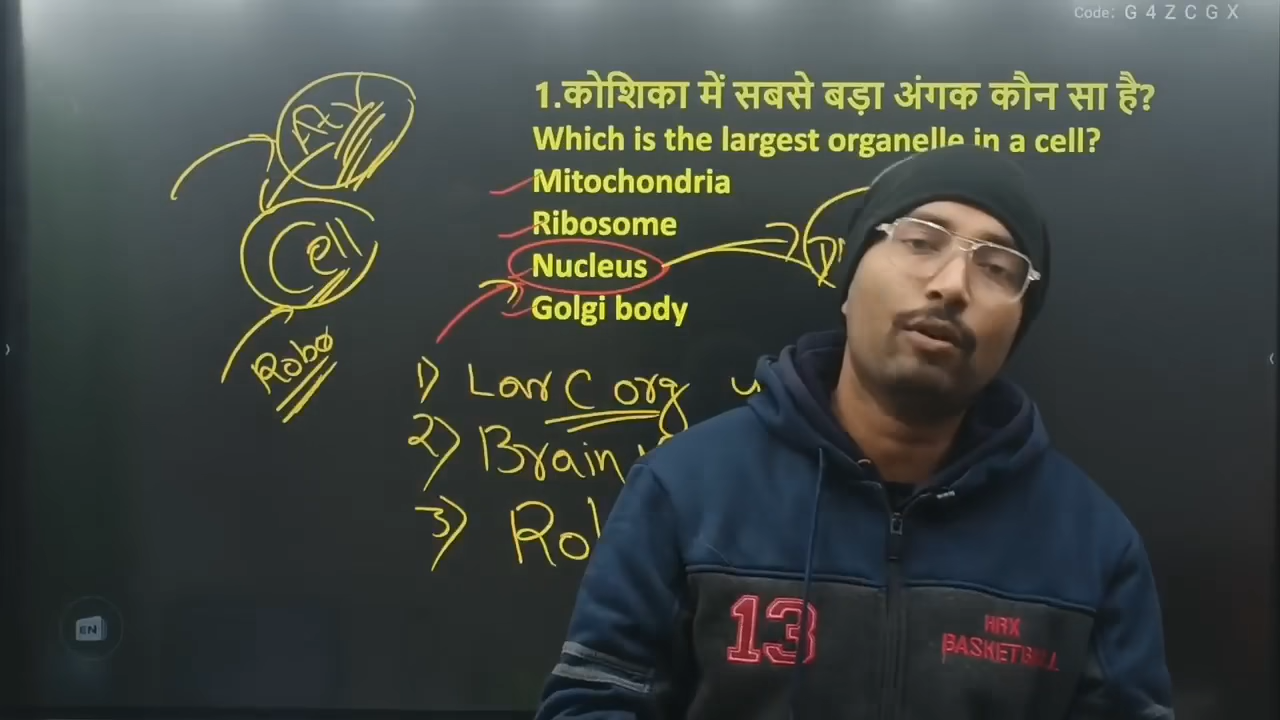 Code: G 4 Z C G X
1.कोशिका में सबसे बड़ा अंगक कौन सा है?
Which is the largest organelle in a cell?
Mitochondria
Ribosome
Nucleus
Golgi body
Cell
Robo
1)
org
2) Brain
3)
EN
13
HRX
BASKETBALL